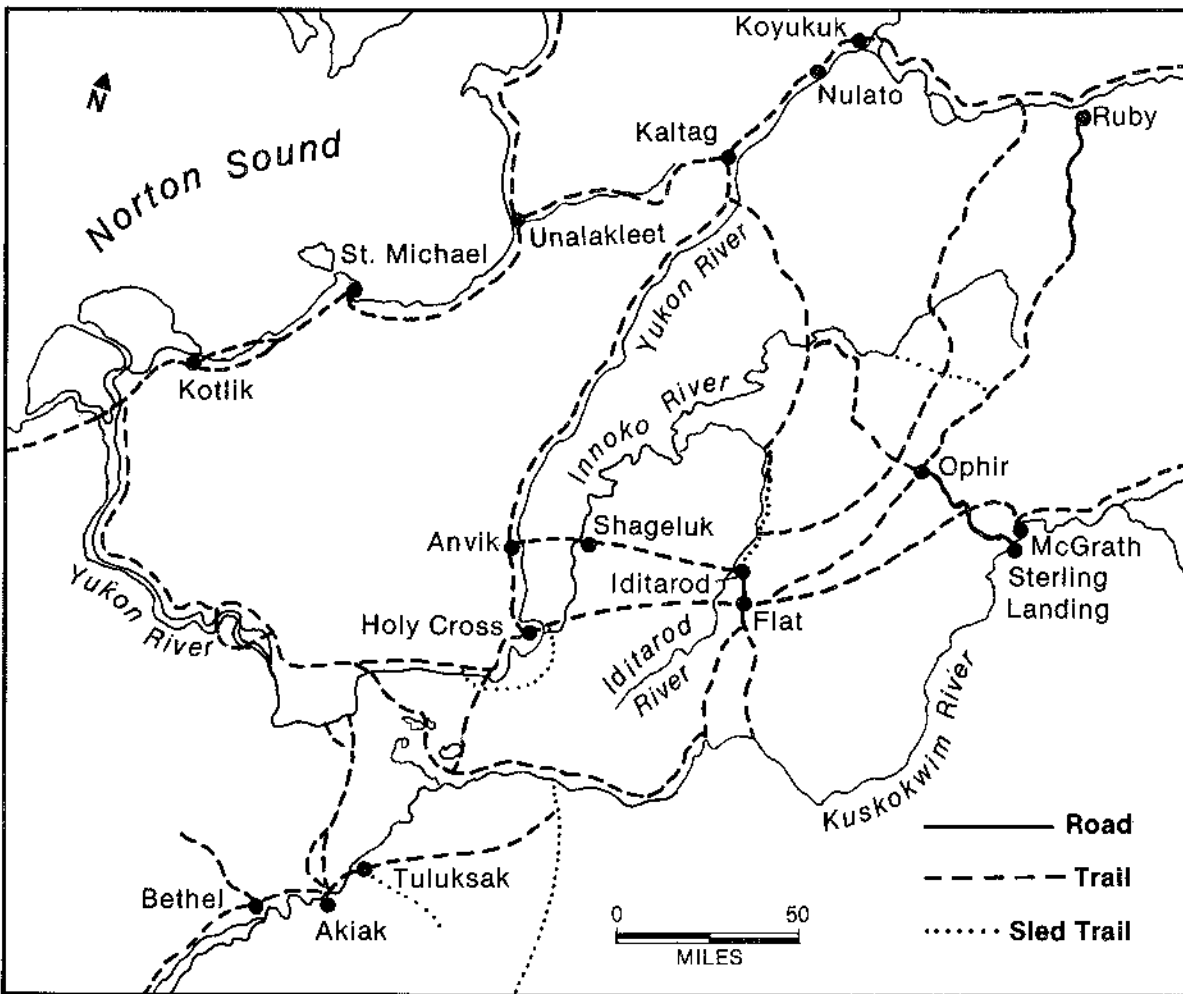 Koyukuk
Nulato
Ruby
N
Kaltag
Norton Sound
Unalakleet
St. Michael
Yukon River
Kotlik
Innoko River
Ophir
Anvik
Shageluk
McGrath
Sterling
Landing
Iditarod
Flat
Yukon
River
Holy Cross
Iditarod
River
Kuskokwim River
Road
Trail
Sled Trail
Tuluksak
Bethel
Akiak
0 50
MILES